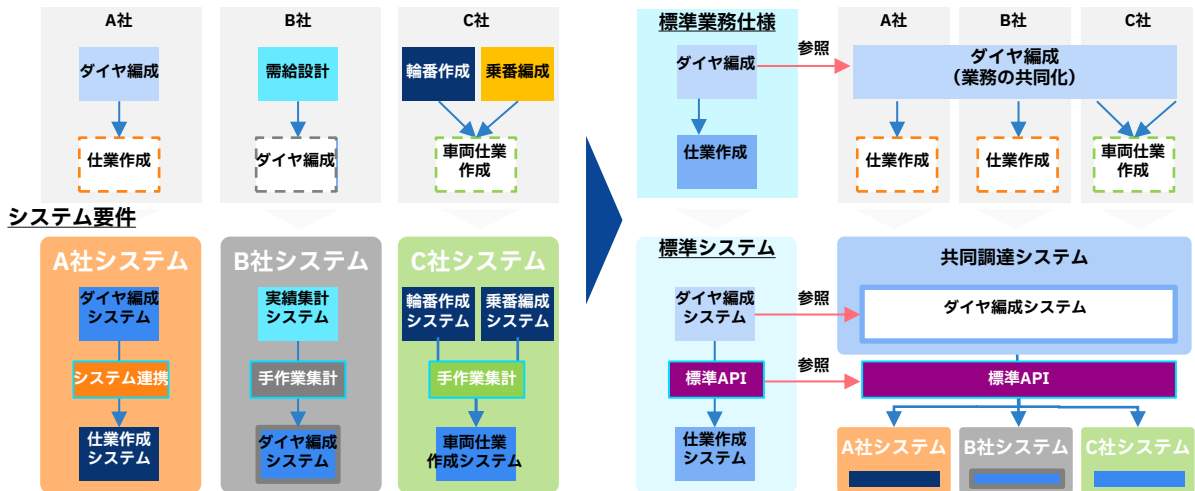 A社
B社
C社
ダイヤ編成
需給設計
輪番作成
乗番編成
仕業作成
ダイヤ編成
車両仕業
作成
システム要件
A社システム
B社システム
C社システム
ダイヤ編成
システム
実績集計
システム
輪番作成
システム
乗番編成
システム
システム連携
手作業集計
手作業集計
仕業作成
システム
ダイヤ編成
システム
車両仕業
作成システム
標準業務仕様
A社
B社
C社
ダイヤ編成
参照
ダイヤ編成
（業務の共同化）
仕業作成
仕業作成
仕業作成
車両仕業
作成
標準システム
共同調達システム
ダイヤ編成
システム
参照
ダイヤ編成システム
標準API
参照
標準API
仕業作成
システム
A社システム
B社システム
C社システム